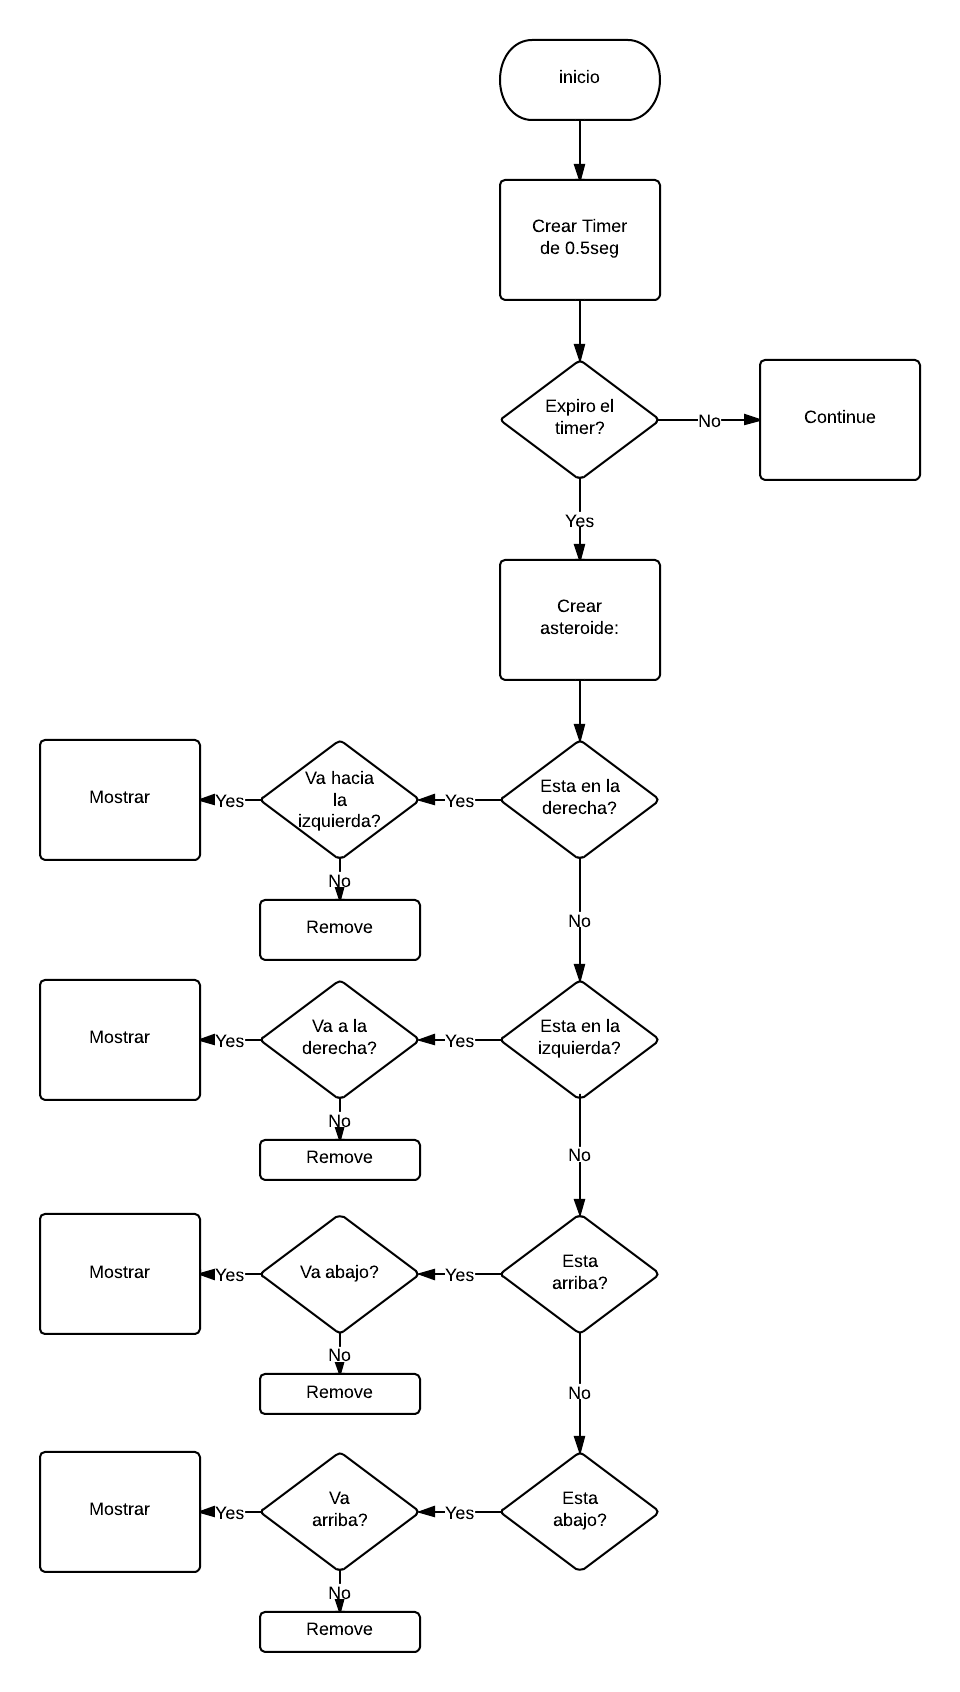 inicio
Crear Timer
de 0.5seg
Expiro el
timer?
No
Continue
Yes
Crear
asteroide:
Mostrar
Yes
Va hacia
la
izquierda?
Yes
Esta en la
derecha?
No
Remove
No
Mostrar
Yes
Va a la
derecha?
Yes
Esta en la
izquierda?
No
Remove
No
Mostrar
Yes
Va abajo?
Yes
Esta
arriba?
No
Remove
No
Mostrar
Yes
Va
arriba?
Yes
Esta
abajo?
No
Remove